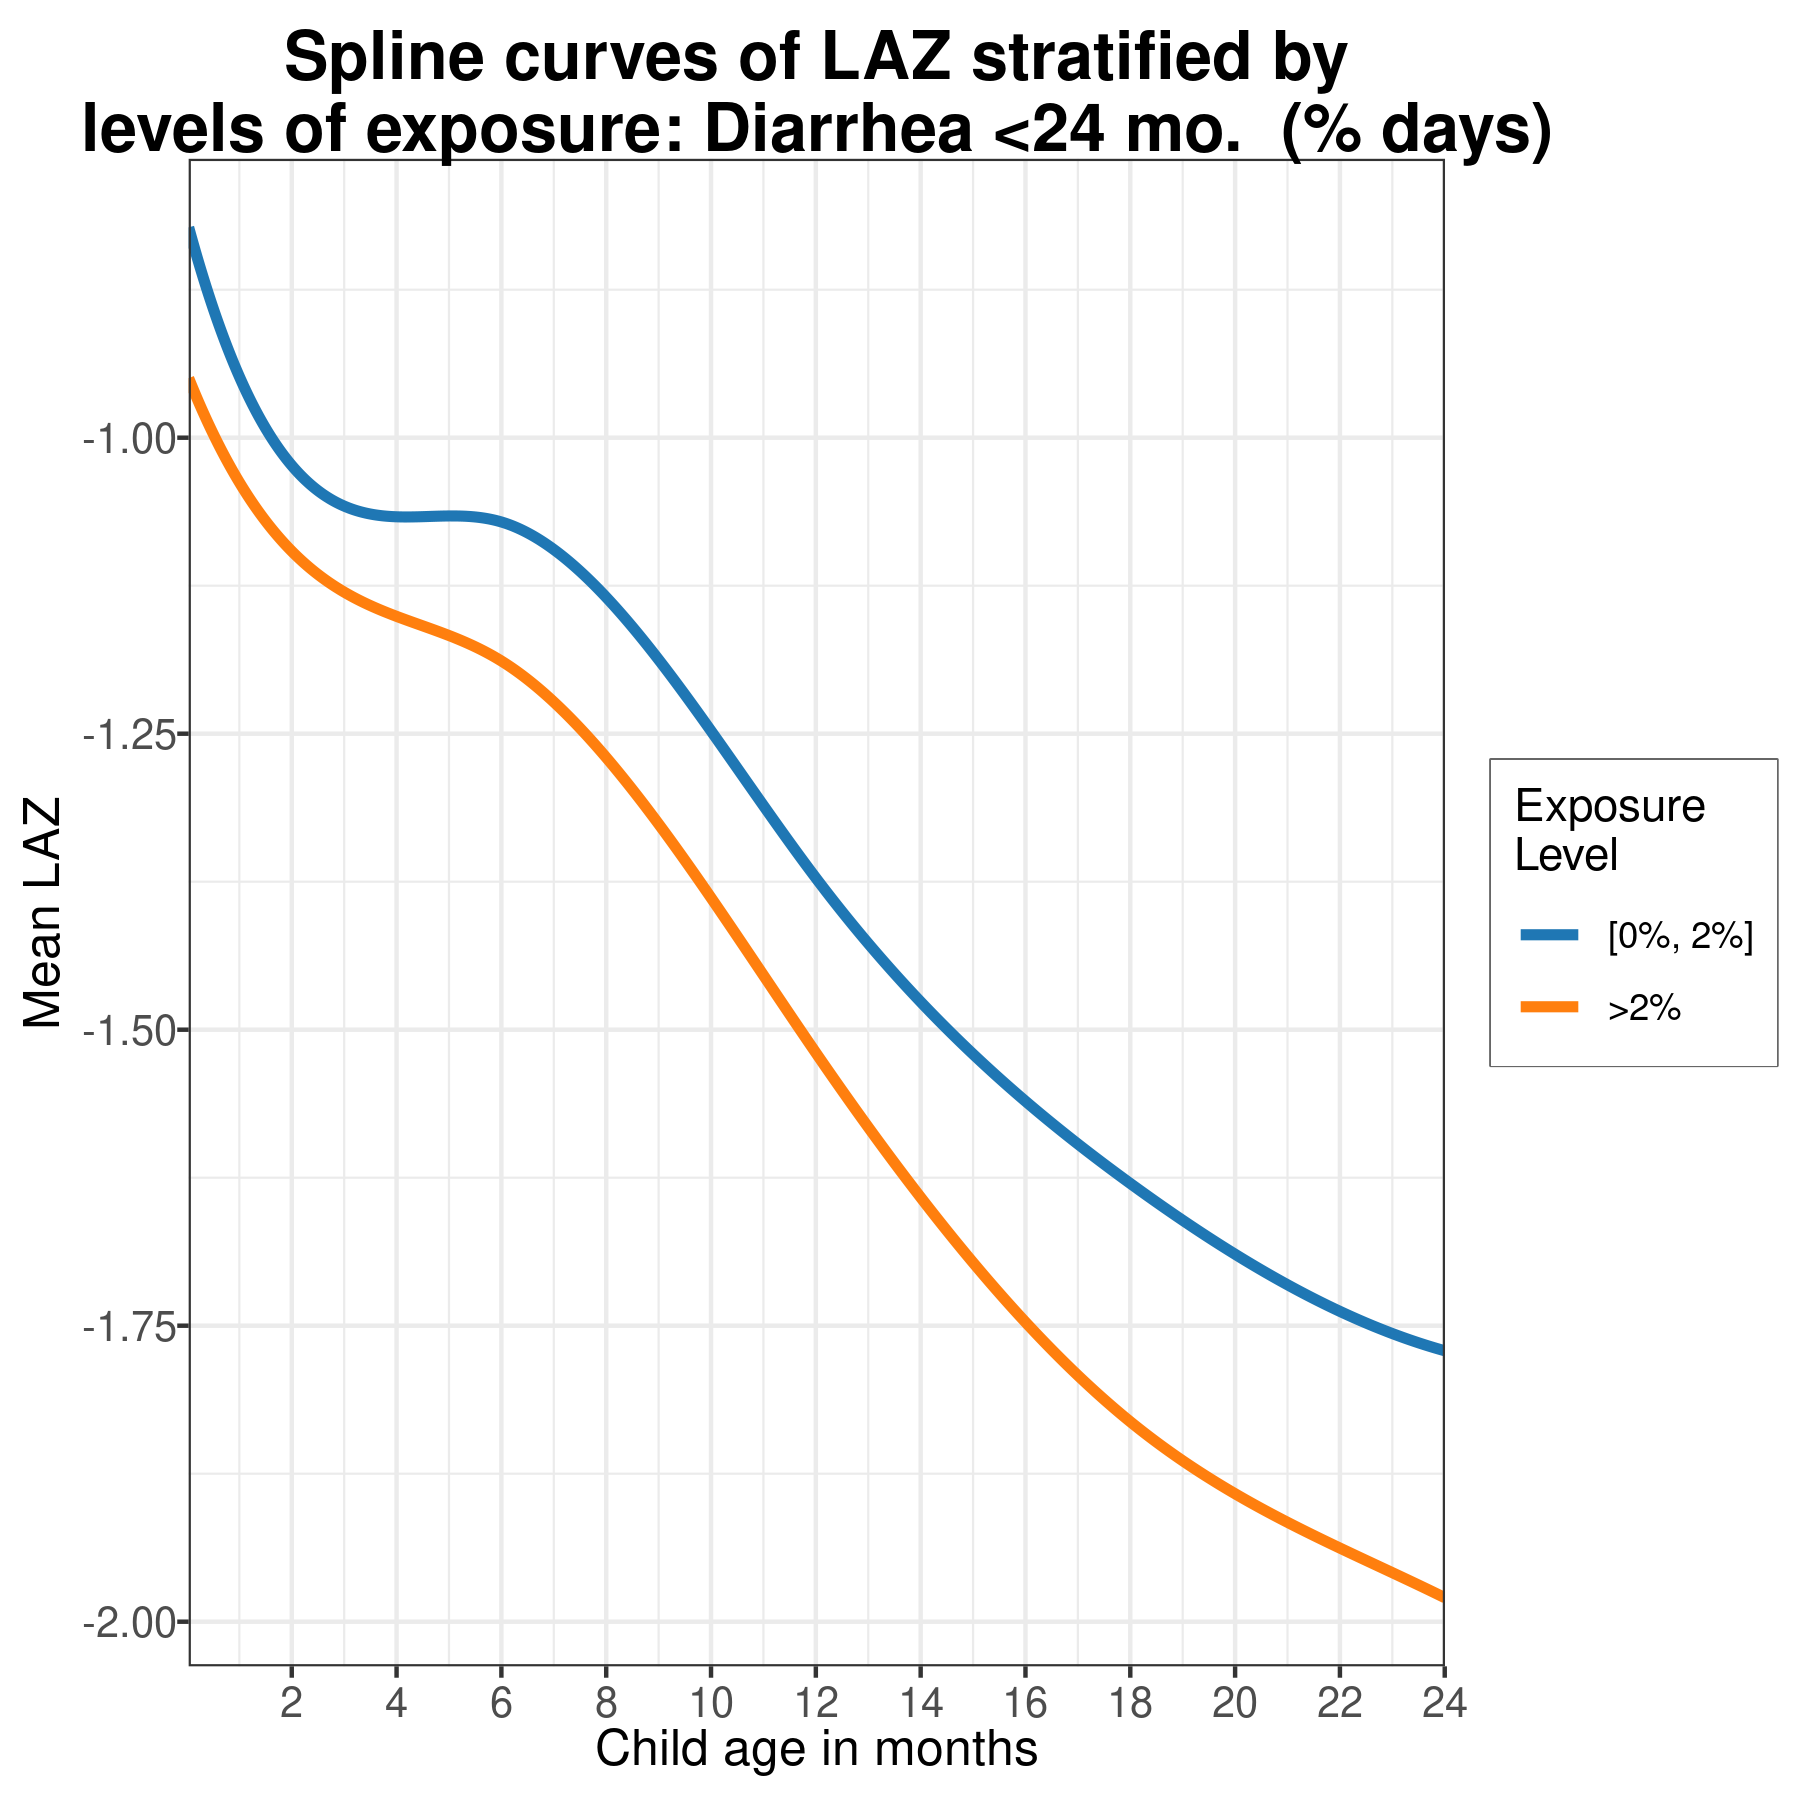 Spline curves of LAZ stratified by
levels of exposure: Diarrhea <24 mo.  (% days)
-1.00
-1.25
-1.50
-1.75
-2.00
Mean LAZ
2 4 6 8 10 12 14 16 18 20 22 24
Child age in months
Exposure
Level
[0%, 2%]
>2%